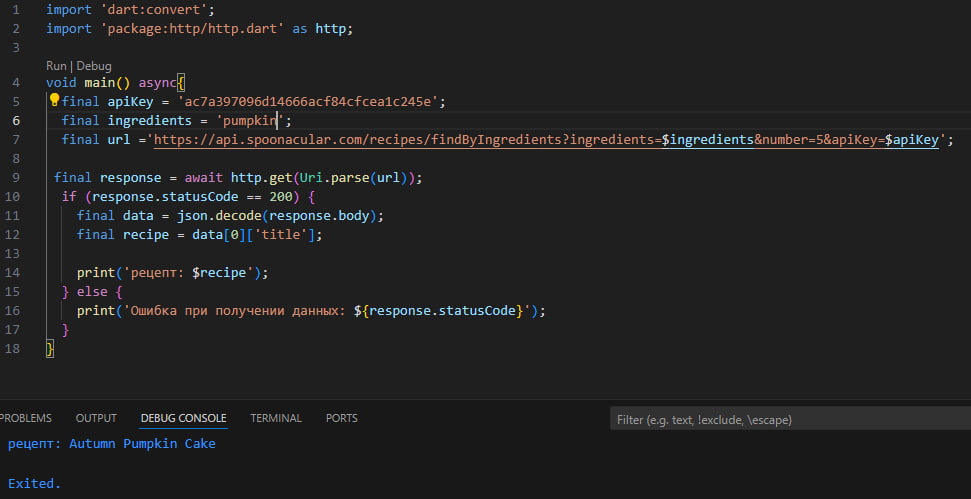 1 import 'dart:convert';
2 import 'package:http/http.dart' as http;
3
Run | Debug
4 void main() async{
5 final apiKey = 'ac7a397096d14666acf84cfcea1c245e';
6 final ingredients = 'pumpkin';
7 final url ='https://api.spoonacular.com/recipes/findByIngredients?ingredients=$ingredients&number=5&apiKey=$apiKey';
8
9 final response = await http.get(Uri.parse(url));
10 if (response.statusCode == 200) {
11 final data = json.decode(response.body);
12 final recipe = data[0]['title'];
13
14 print('рецепт: $recipe');
15 } else {
16 print('Ошибка при получении данных: ${response.statusCode}');
17 }
18 }
PROBLEMS OUTPUT DEBUG CONSOLE TERMINAL PORTS Filter (e.g. text, !exclude, \escape)
рецепт: Autumn Pumpkin Cake
Exited.